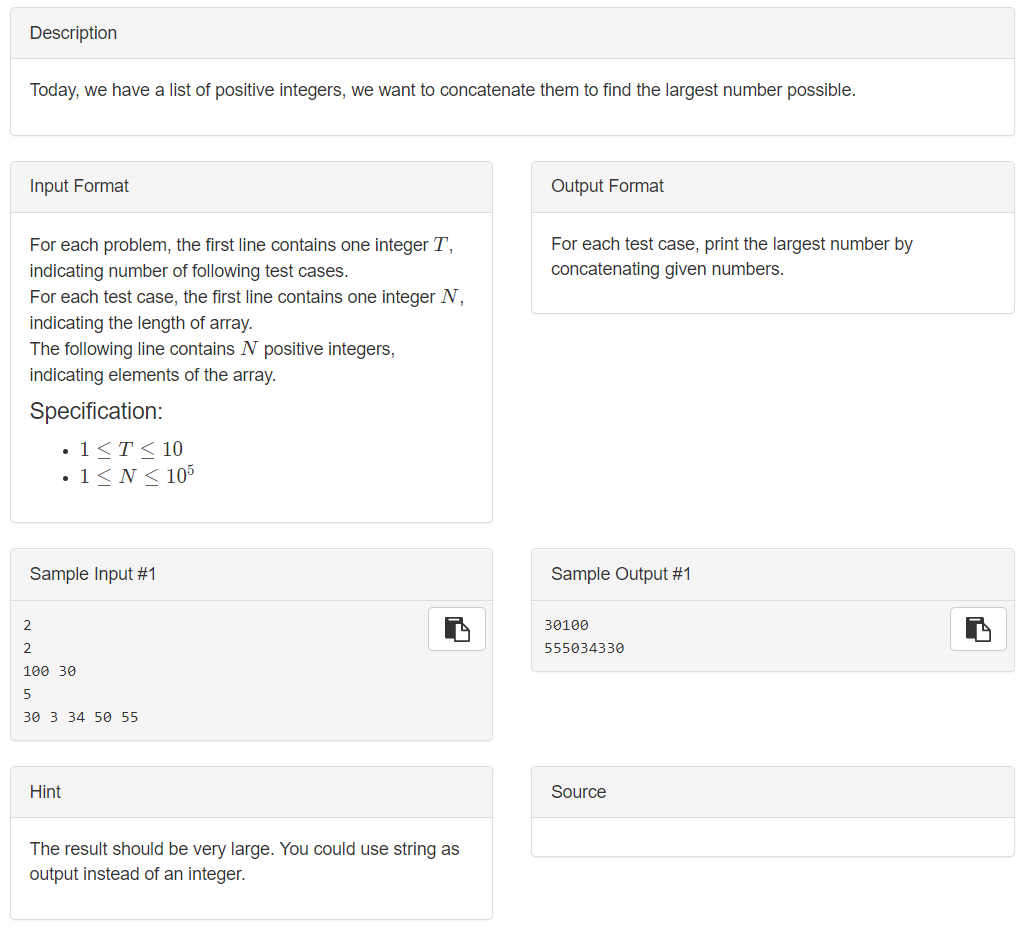 Description
Today, we have a list of positive integers, we want to concatenate them to find the largest number possible.
Input Format
For each problem, the first line contains one integer T,
indicating number of following test cases.
For each test case, the first line contains one integer N,
indicating the length of array.
The following line contains N positive integers,
indicating elements of the array.
Specification:
• 1 ≤ T ≤ 10
• 1 ≤ N ≤ 10⁵
Output Format
For each test case, print the largest number by
concatenating given numbers.
Sample Input #1
2
2
100 30
5
30 3 34 50 55
Sample Output #1
30100
555034330
Hint
The result should be very large. You could use string as
output instead of an integer.
Source